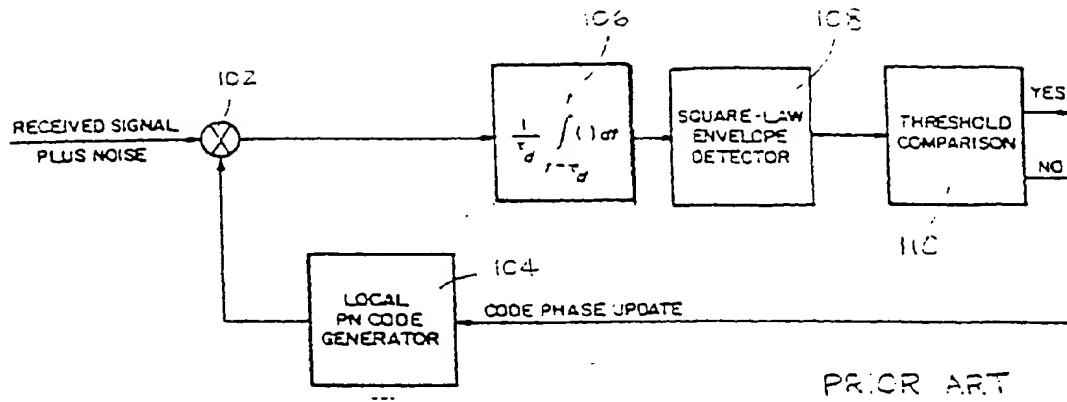 106
108
102
RECEIVED SIGNAL
PLUS NOISE
1/τd ∫ t t-τd ( ) dt
SQUARE-LAW
ENVELOPE
DETECTOR
THRESHOLD
COMPARISON
YES
NO
110
104
LOCAL
PN CODE
GENERATOR
CODE PHASE UPDATE
PRIOR ART